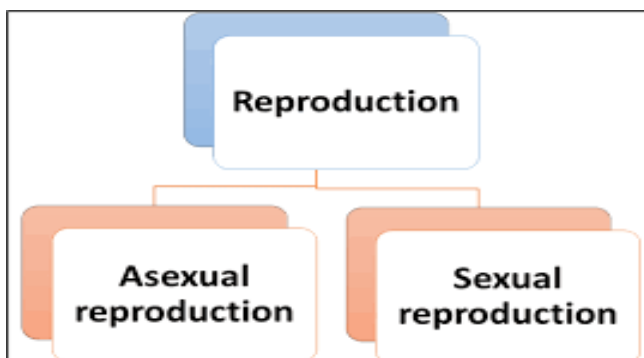 Reproduction
Asexual
reproduction
Sexual
reproduction